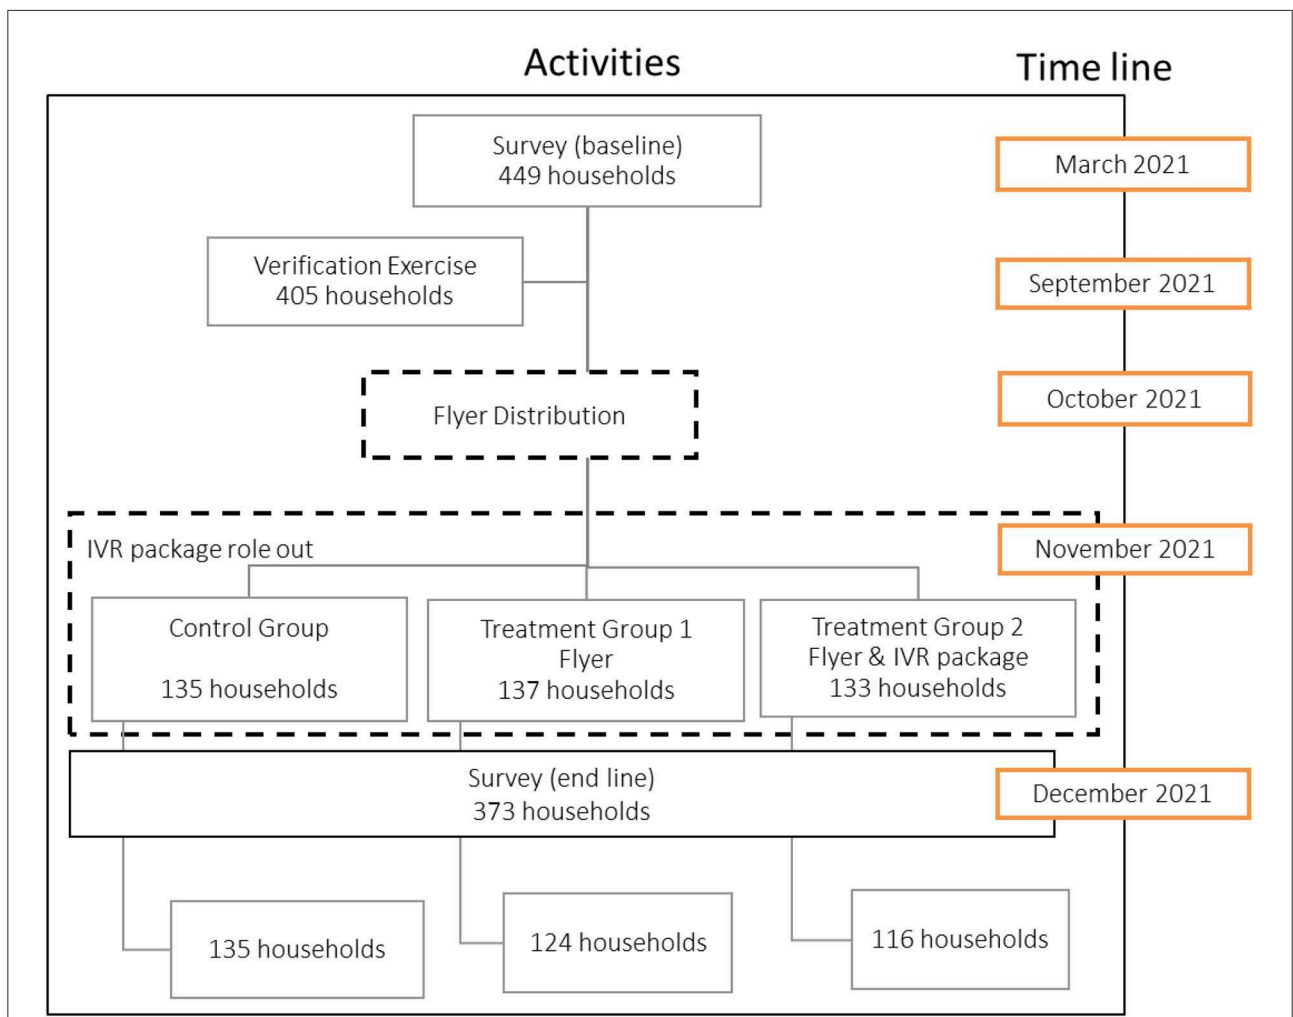 Activities
Time line
Survey (baseline)
449 households
March 2021
Verification Exercise
405 households
September 2021
Flyer Distribution
October 2021
IVR package role out
November 2021
Control Group
135 households
Treatment Group 1
Flyer
137 households
Treatment Group 2
Flyer & IVR package
133 households
Survey (end line)
373 households
December 2021
135 households
124 households
116 households